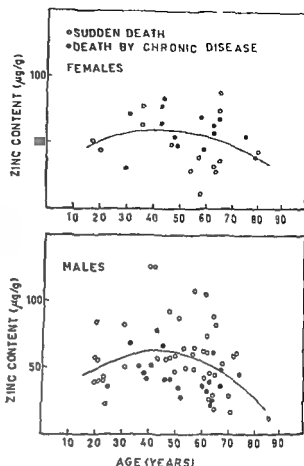 ○SUDDEN DEATH
●DEATH BY CHRONIC DISEASE
FEMALES
100
ZINC CONTENT (µg/g)
10 20 30 40 50 60 70 80 90
MALES
100
50
ZINC CONTENT (µg/g)
10 20 30 40 50 60 70 80 90
AGE (YEARS)